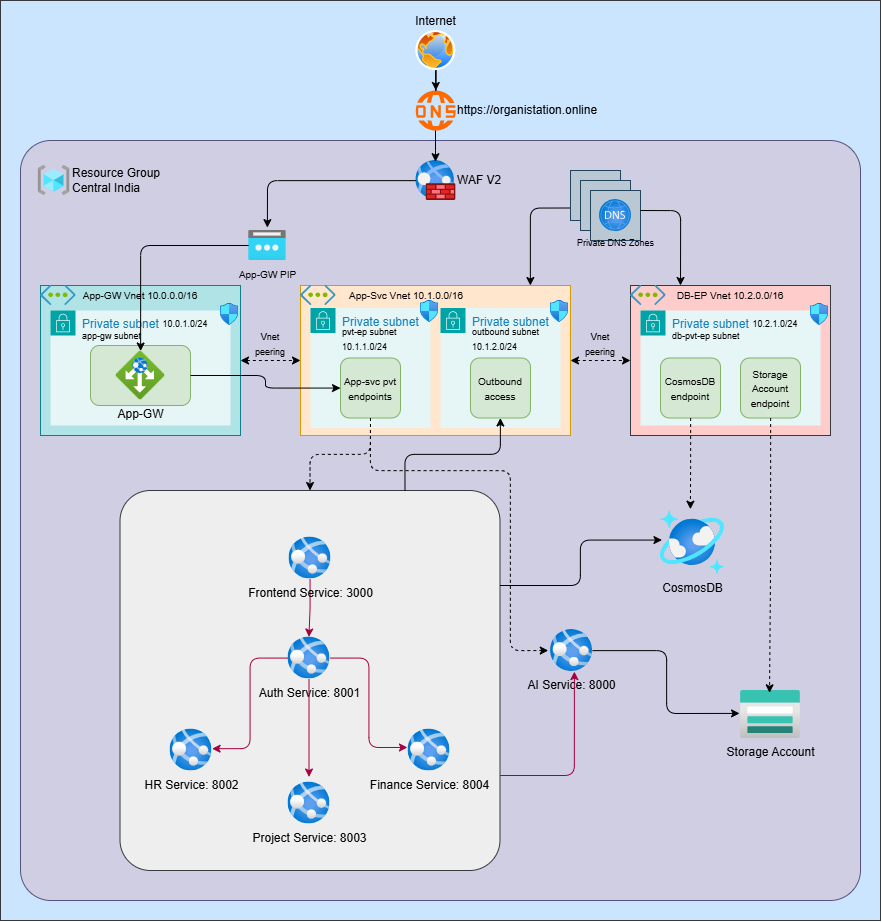 Internet
DNS
https://organistation.online
Resource Group
Central India
WAF V2
DNS
Private DNS Zones
App-GW PIP
App-GW Vnet 10.0.0.0/16
Private subnet 10.0.1.0/24
app-gw subnet
App-GW
Vnet
peering
App-Svc Vnet 10.1.0.0/16
Private subnet
pvt-ep subnet
10.1.1.0/24
App-svc pvt
endpoints
Private subnet
outbound subnet
10.1.2.0/24
Outbound
access
Vnet
peering
DB-EP Vnet 10.2.0.0/16
Private subnet 10.2.1.0/24
db-pvt-ep subnet
CosmosDB
endpoint
Storage
Account
endpoint
Frontend Service: 3000
Auth Service: 8001
HR Service: 8002
Finance Service: 8004
Project Service: 8003
CosmosDB
AI Service: 8000
Storage Account